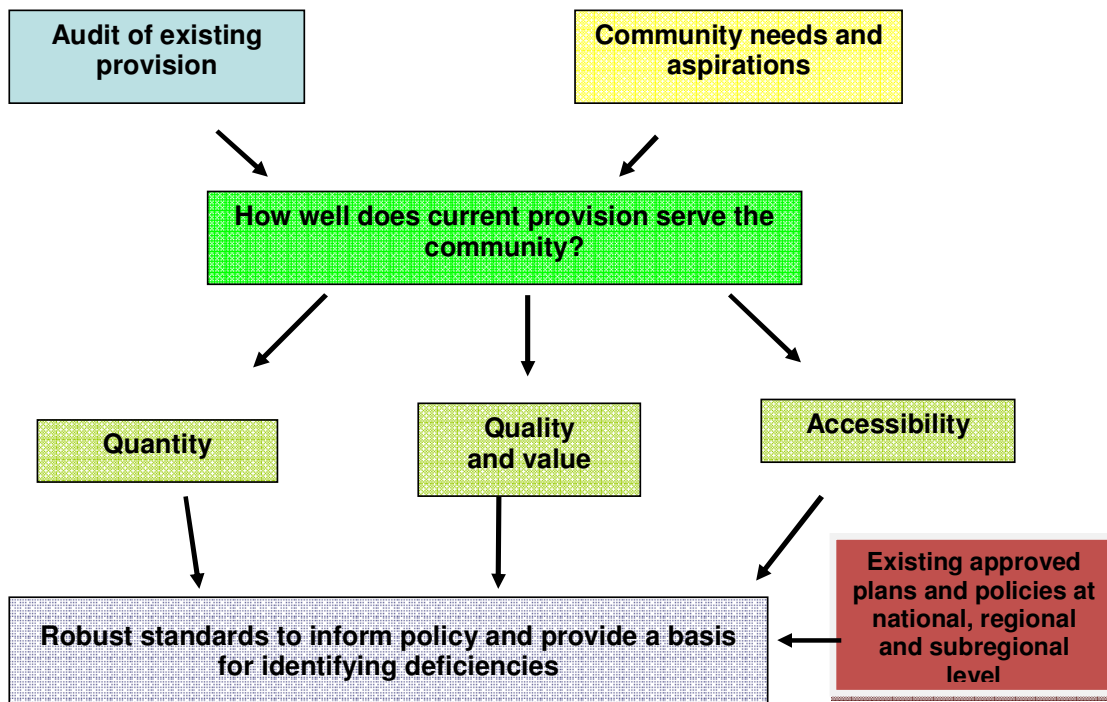 Audit of existing
provision
Community needs and
aspirations
How well does current provision serve the
community?
Quantity
Quality
and value
Accessibility
Existing approved
plans and policies at
national, regional
and subregional
level
Robust standards to inform policy and provide a basis
for identifying deficiencies